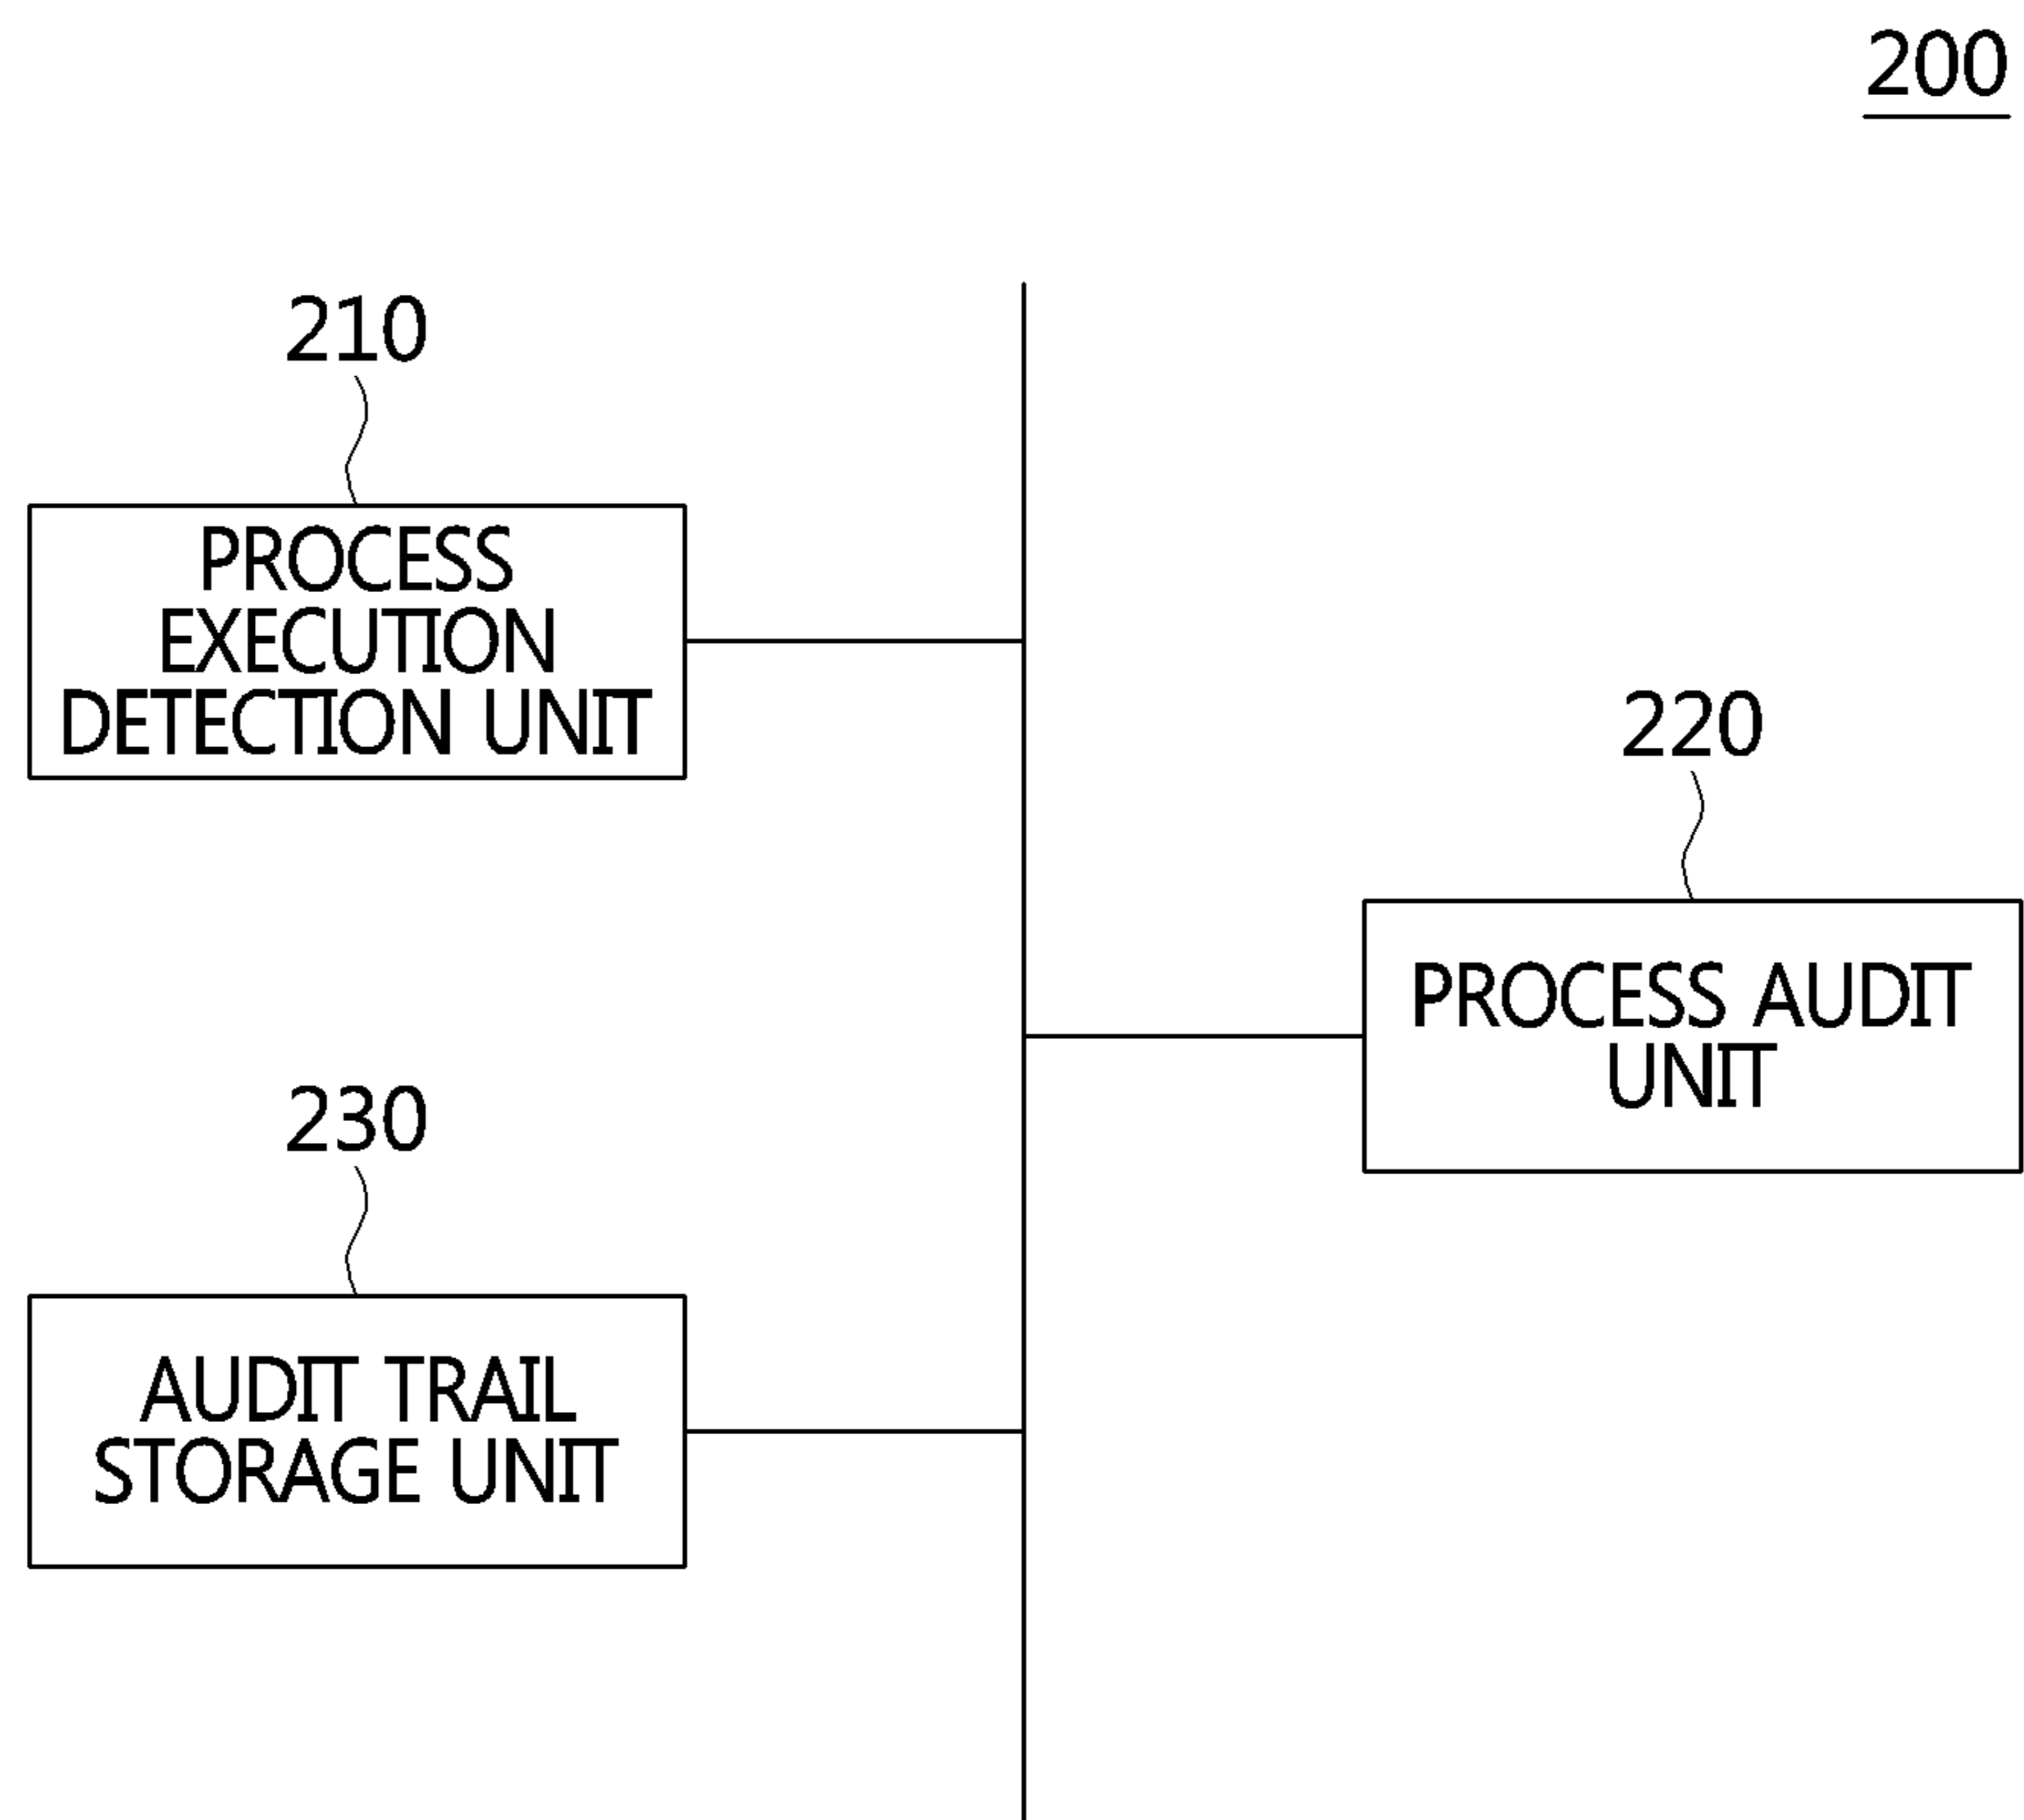 200
210
PROCESS
EXECUTION
DETECTION UNIT
220
PROCESS AUDIT
UNIT
230
AUDIT TRAIL
STORAGE UNIT